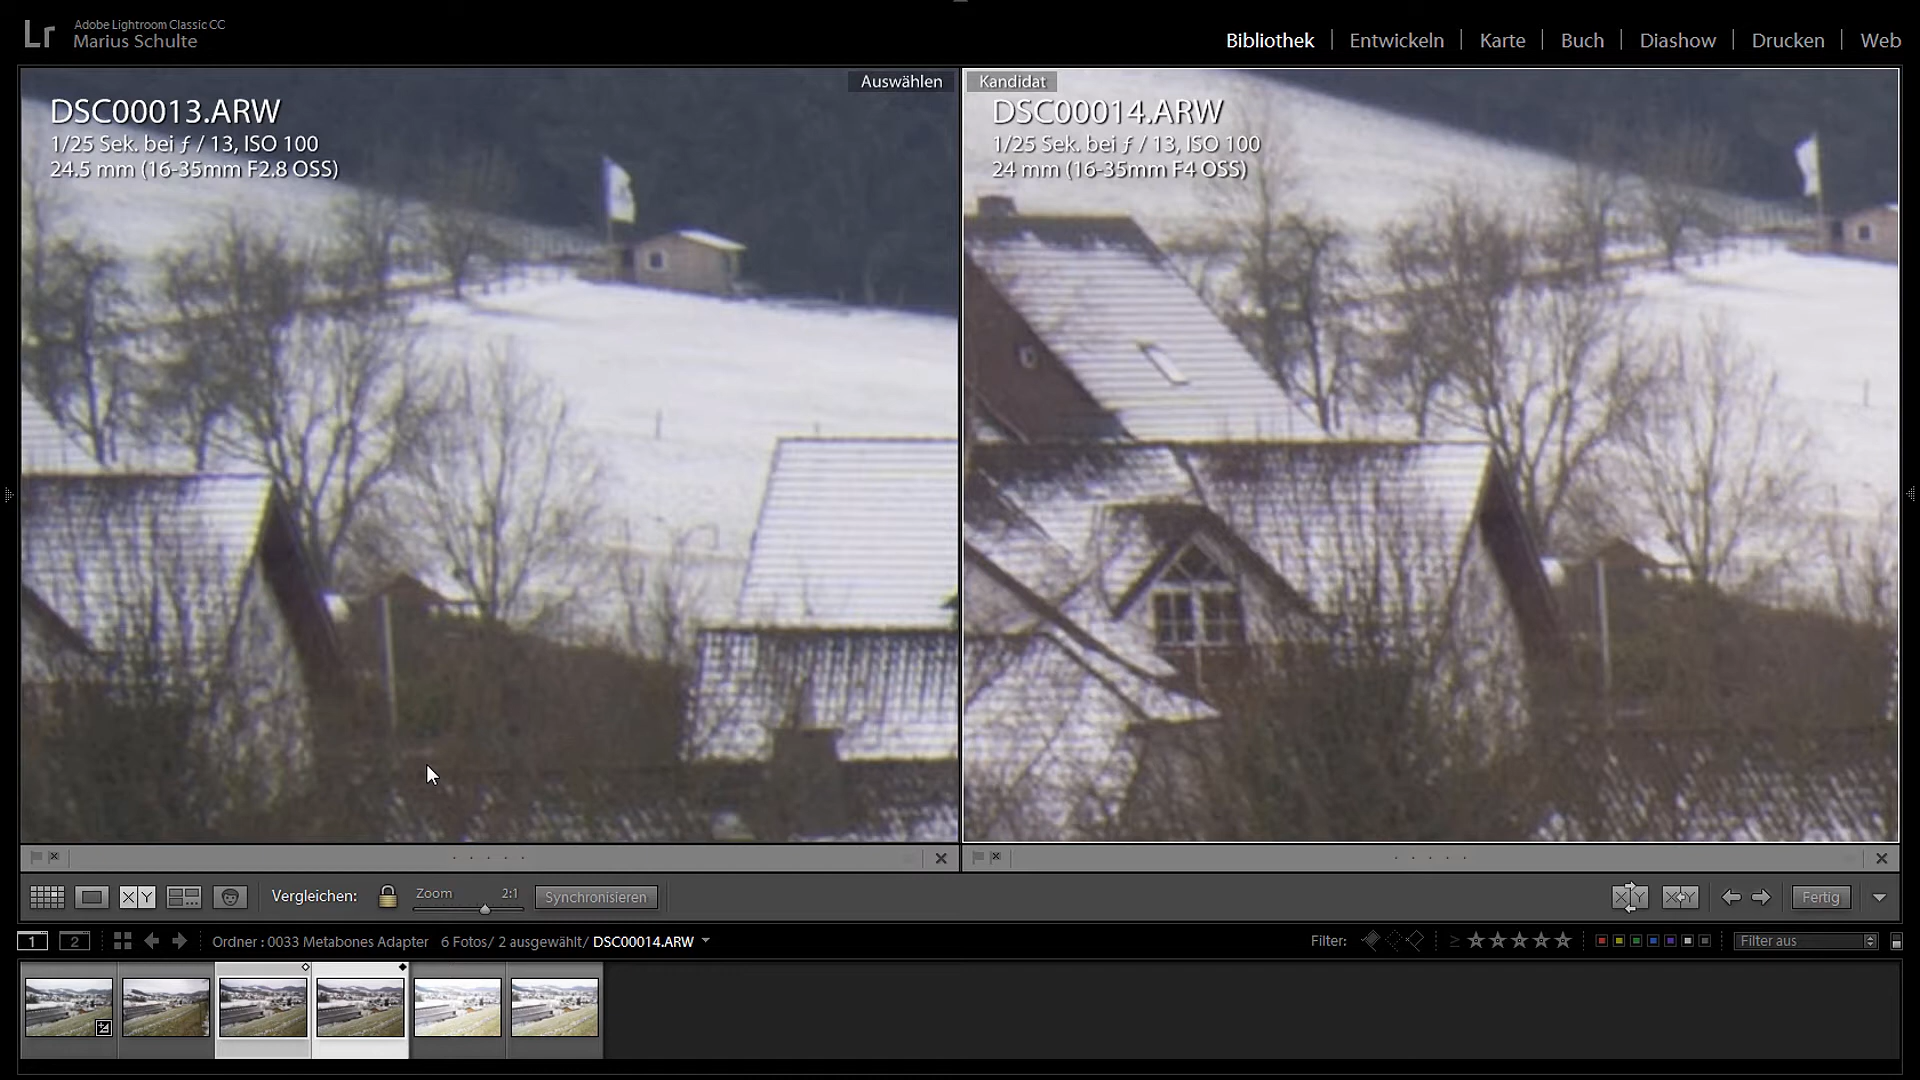 Lr
Adobe Lightroom Classic CC
Marius Schulte
Bibliothek | Entwickeln | Karte | Buch | Diashow | Drucken | Web
Auswählen
DSC00013.ARW
1/25 Sek. bei ƒ / 13, ISO 100
24.5 mm (16-35mm F2.8 OSS)
Kandidat
DSC00014.ARW
1/25 Sek. bei ƒ / 13, ISO 100
24 mm (16-35mm F4 OSS)
XY Vergleichen: Zoom 2:1 Synchronisieren XY XY Fertig
1 2 Ordner : 0033 Metabones Adapter 6 Fotos/ 2 ausgewählt/ DSC00014.ARW Filter: ≥ Filter aus